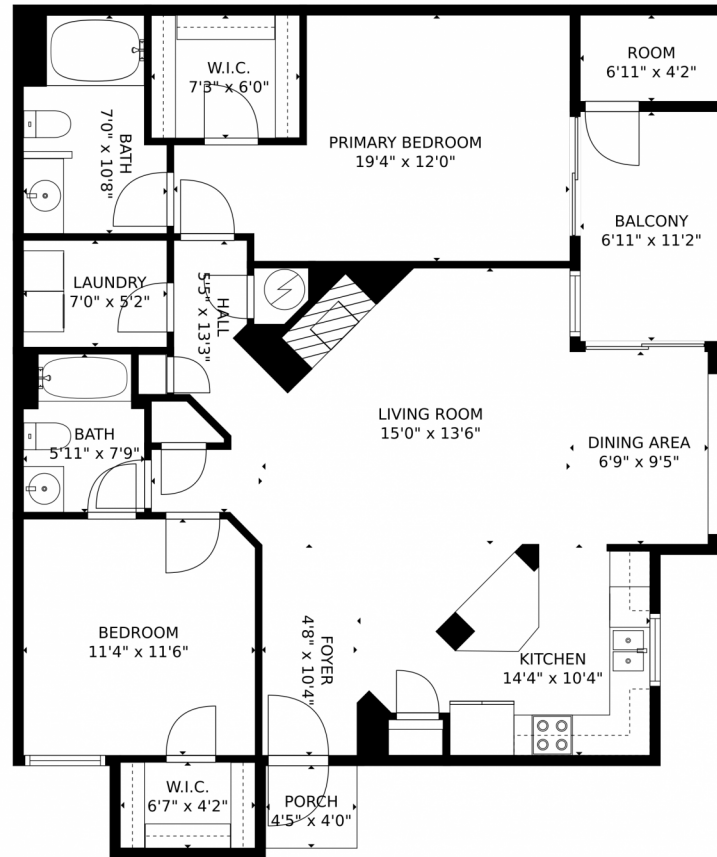 W.I.C.
7'3" x 6'0"
ROOM
6'11" x 4'2"
BATH
7'0" x 10'8"
PRIMARY BEDROOM
19'4" x 12'0"
BALCONY
6'11" x 11'2"
LAUNDRY
7'0" x 5'2"
HALL
5'5" x 13'3"
LIVING ROOM
15'0" x 13'6"
DINING AREA
6'9" x 9'5"
BATH
5'11" x 7'9"
BEDROOM
11'4" x 11'6"
FOYER
4'8" x 10'4"
KITCHEN
14'4" x 10'4"
W.I.C.
6'7" x 4'2"
PORCH
4'5" x 4'0"